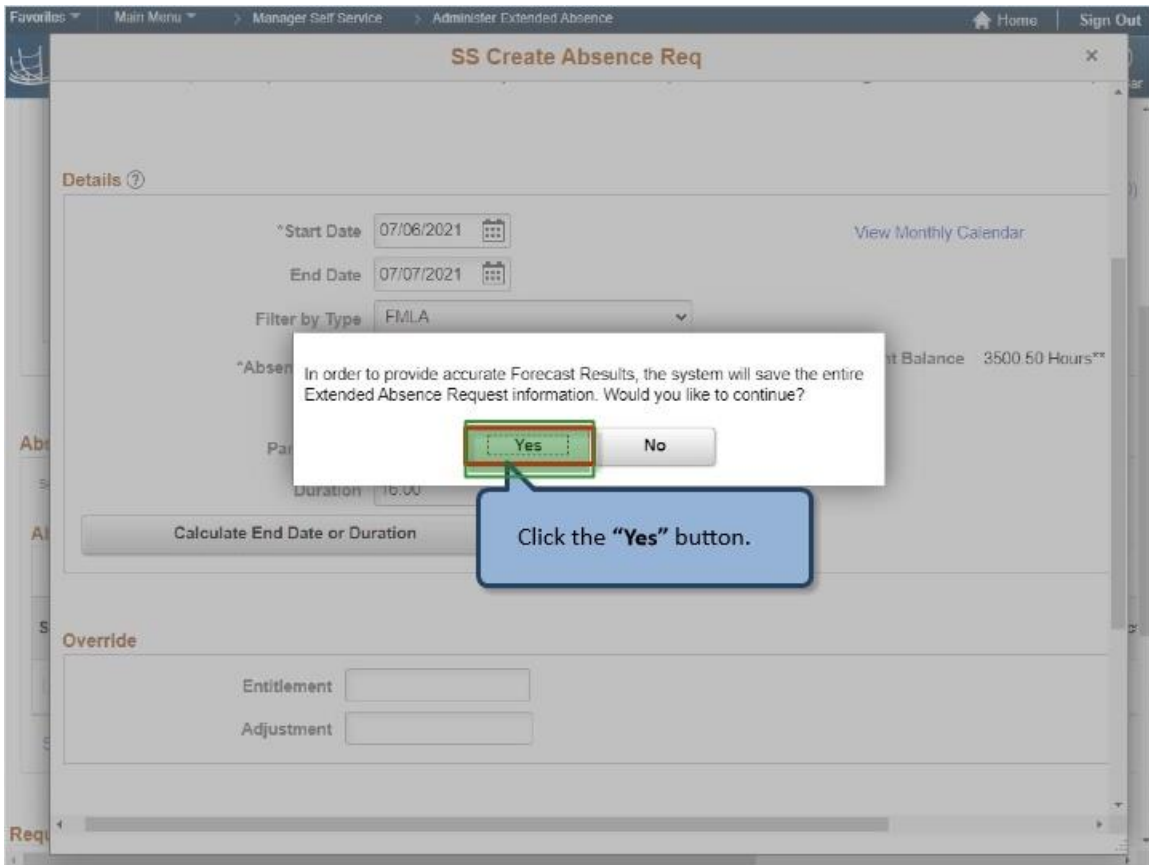 Favorites Main Menu > Manager Self Service > Administer Extended Absence Home Sign Out
SS Create Absence Req ×
Details ?
*Start Date 07/06/2021 View Monthly Calendar
End Date 07/07/2021
Filter by Type FMLA
*Absen Balance 3500.50 Hours**
In order to provide accurate Forecast Results, the system will save the entire
Extended Absence Request information. Would you like to continue?
Yes No
Abs
Par
Duration 16.00
Calculate End Date or Duration
Click the “Yes” button.
Override
Entitlement
Adjustment
Requ